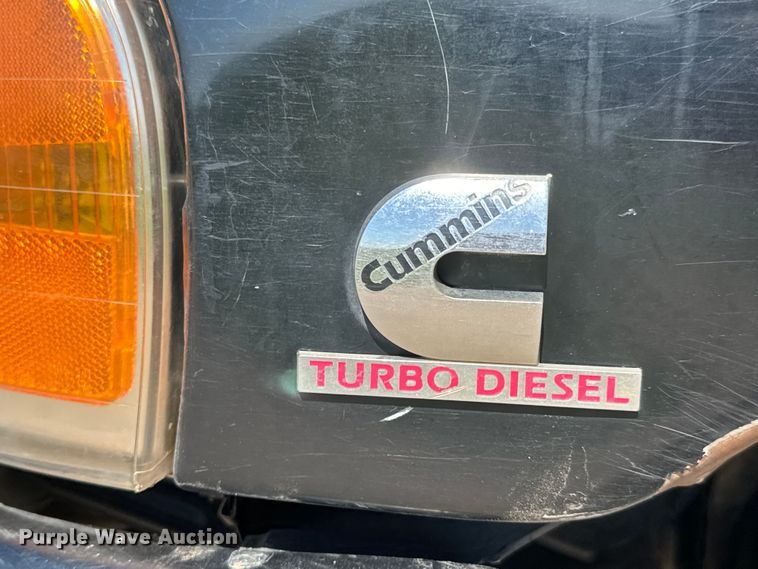 Cummins
TURBO DIESEL
Purple Wave Auction